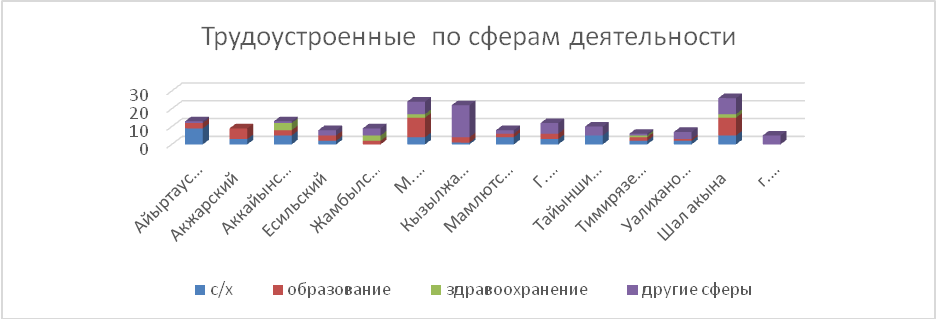 Трудоустроенные по сферам деятельности
30
20
10
0
Айыртаус...
Акжарский
Аккайынс...
Есильский
Жамбылс...
М....
Кызылжа...
Мамлютс...
Г....
Тайынши...
Тимирязе...
Уалихано...
Шал акына
г....
с/х
образование
здравоохранение
другие сферы